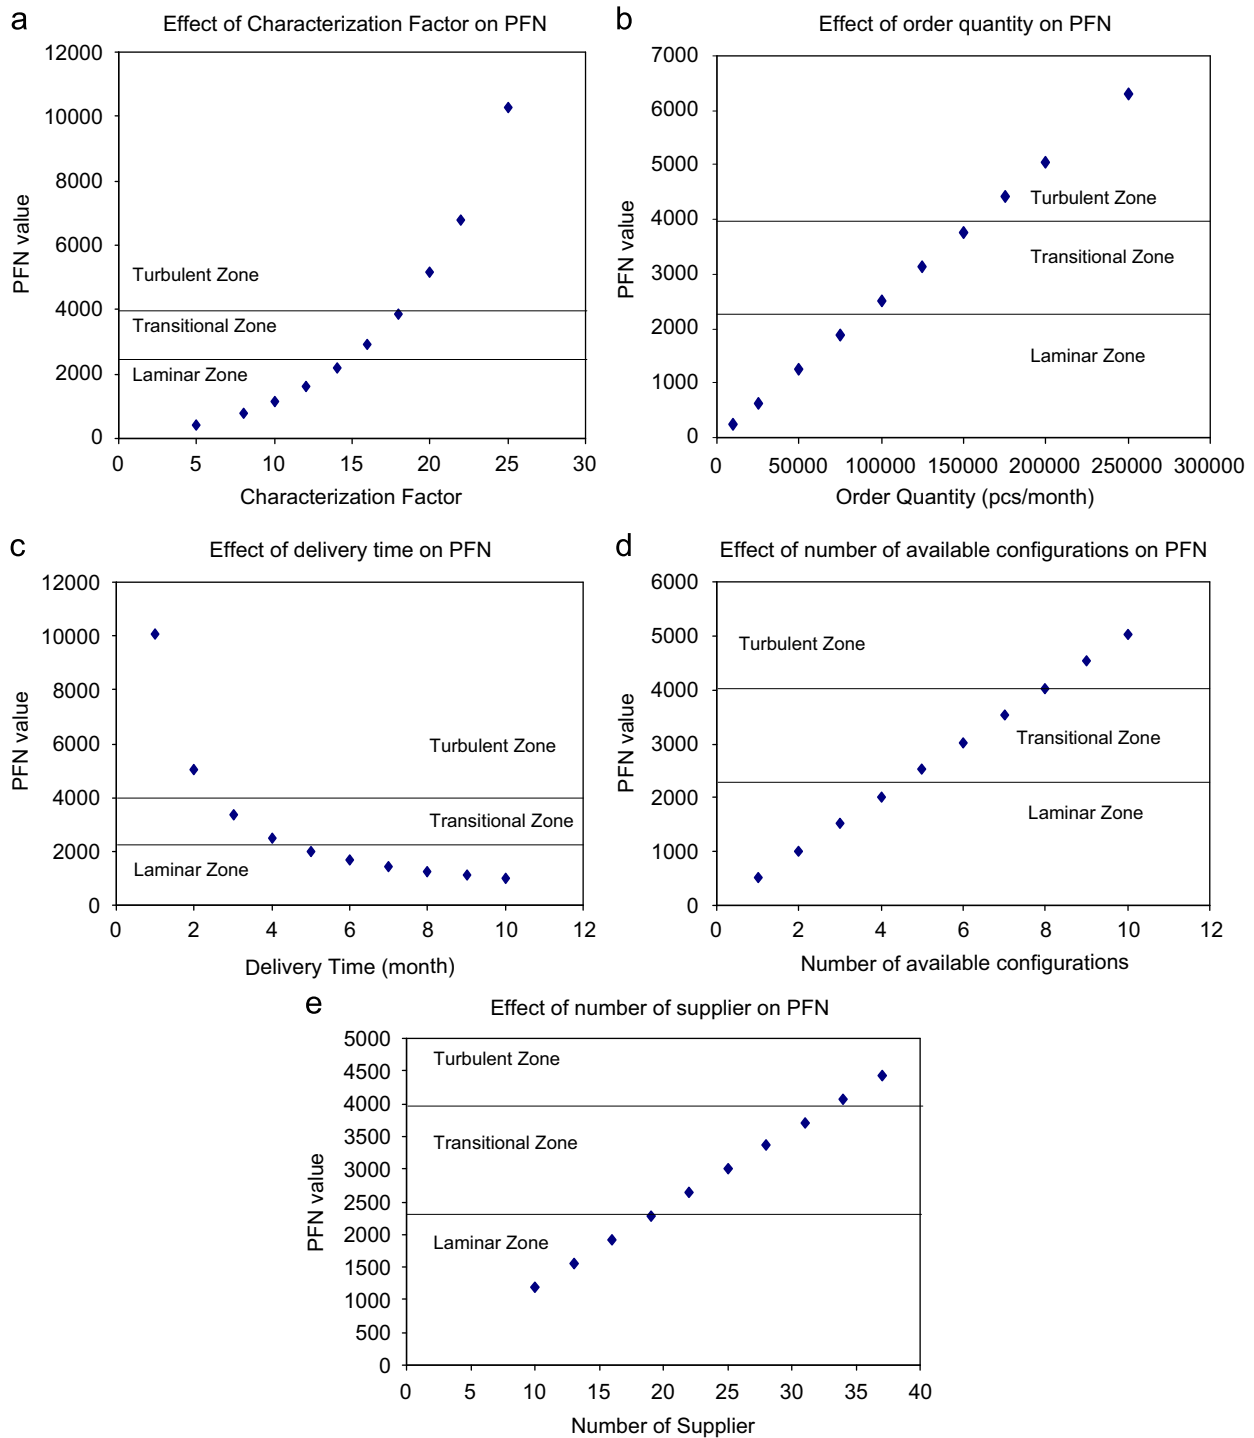 a
Effect of Characterization Factor on PFN
12000
10000
8000
6000
4000
2000
0
PFN value
Turbulent Zone
Transitional Zone
Laminar Zone
0 5 10 15 20 25 30
Characterization Factor
b
Effect of order quantity on PFN
7000
6000
5000
4000
3000
2000
1000
0
PFN value
Turbulent Zone
Transitional Zone
Laminar Zone
0 50000 100000 150000 200000 250000 300000
Order Quantity (pcs/month)
c
Effect of delivery time on PFN
12000
10000
8000
6000
4000
2000
0
PFN value
Turbulent Zone
Transitional Zone
Laminar Zone
0 2 4 6 8 10 12
Delivery Time (month)
d
Effect of number of available configurations on PFN
6000
5000
4000
3000
2000
1000
0
PFN value
Turbulent Zone
Transitional Zone
Laminar Zone
0 2 4 6 8 10 12
Number of available configurations
e
Effect of number of supplier on PFN
5000
4500
4000
3500
3000
2500
2000
1500
1000
500
0
PFN value
Turbulent Zone
Transitional Zone
Laminar Zone
0 5 10 15 20 25 30 35 40
Number of Supplier